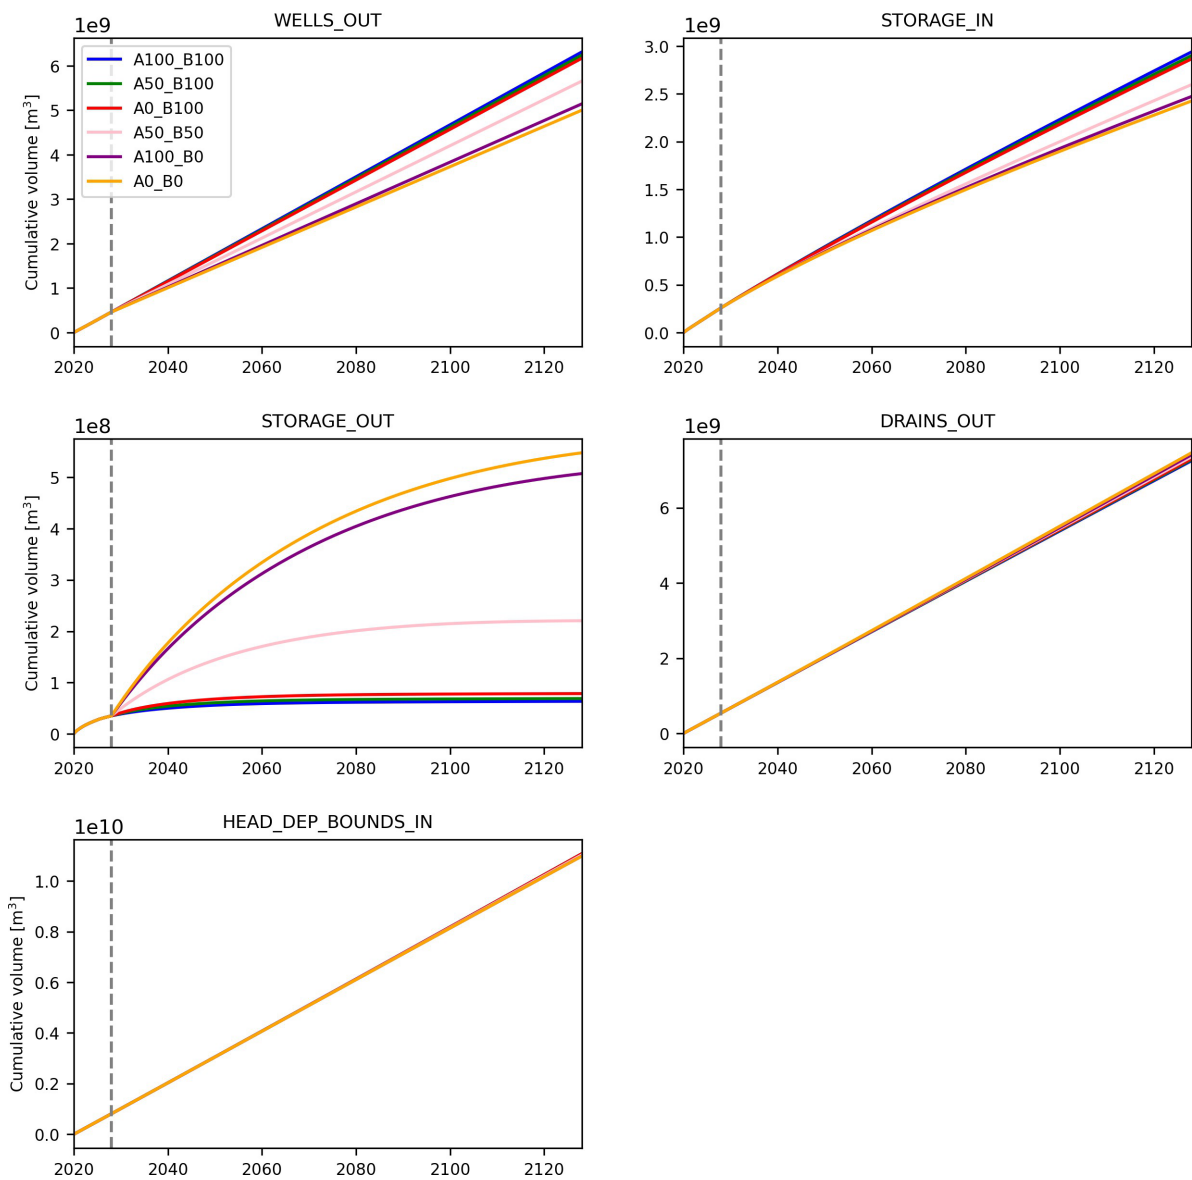 WELLS_OUT
1e9
Cumulative volume [m³]
6
5
4
3
2
1
0
A100_B100
A50_B100
A0_B100
A50_B50
A100_B0
A0_B0
2020 2040 2060 2080 2100 2120
STORAGE_IN
1e9
3.0
2.5
2.0
1.5
1.0
0.5
0.0
2020 2040 2060 2080 2100 2120
STORAGE_OUT
1e8
Cumulative volume [m³]
5
4
3
2
1
0
2020 2040 2060 2080 2100 2120
DRAINS_OUT
1e9
6
4
2
0
2020 2040 2060 2080 2100 2120
HEAD_DEP_BOUNDS_IN
1e10
Cumulative volume [m³]
1.0
0.8
0.6
0.4
0.2
0.0
2020 2040 2060 2080 2100 2120